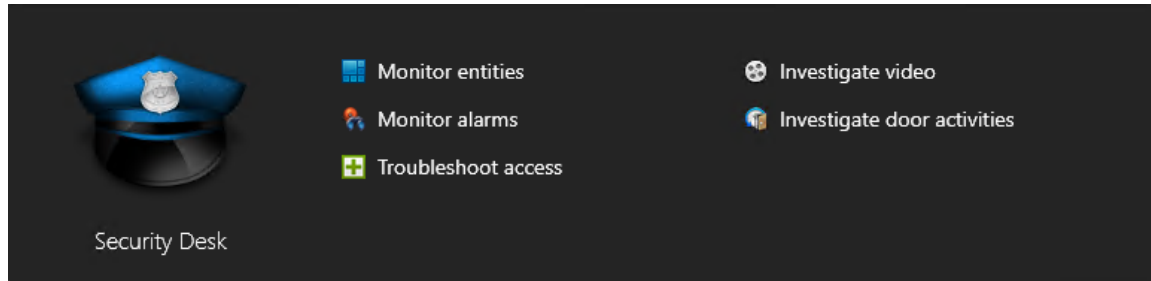 Monitor entities
Investigate video
Monitor alarms
Investigate door activities
Troubleshoot access
Security Desk